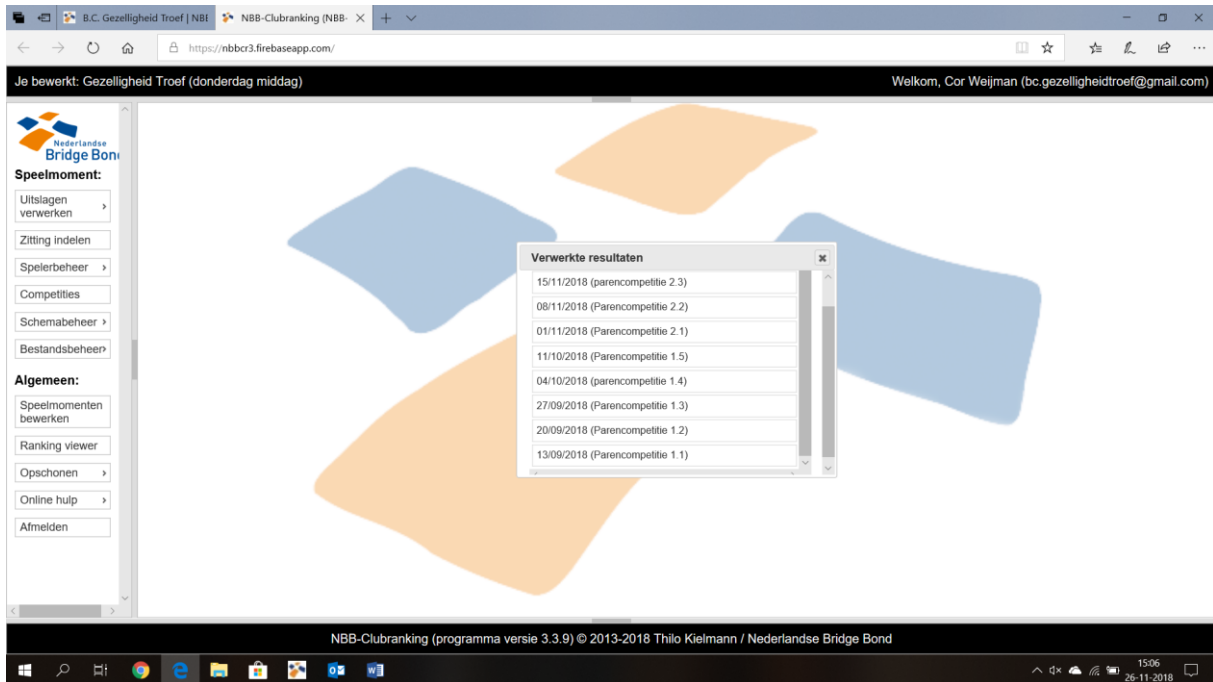 B.C. Gezelligheid Troef | NBB
NBB-Clubranking (NBB-
https://nbbcr3.firebaseapp.com/
Je bewerkt: Gezelligheid Troef (donderdag middag)
Welkom, Cor Weijman (bc.gezelligheidtroef@gmail.com)
Nederlandse
Bridge Bon
Speelmoment:
Uitslagen
verwerken
Zitting indelen
Spelerbeheer
Competities
Schemabeheer
Bestandsbeheer
Algemeen:
Speelmomenten
bewerken
Ranking viewer
Opschonen
Online hulp
Afmelden
Verwerkte resultaten
15/11/2018 (parencompetitie 2.3)
08/11/2018 (Parencompetitie 2.2)
01/11/2018 (Parencompetitie 2.1)
11/10/2018 (Parencompetitie 1.5)
04/10/2018 (parencompetitie 1.4)
27/09/2018 (Parencompetitie 1.3)
20/09/2018 (Parencompetitie 1.2)
13/09/2018 (Parencompetitie 1.1)
NBB-Clubranking (programma versie 3.3.9) © 2013-2018 Thilo Kielmann / Nederlandse Bridge Bond
15:06
26-11-2018